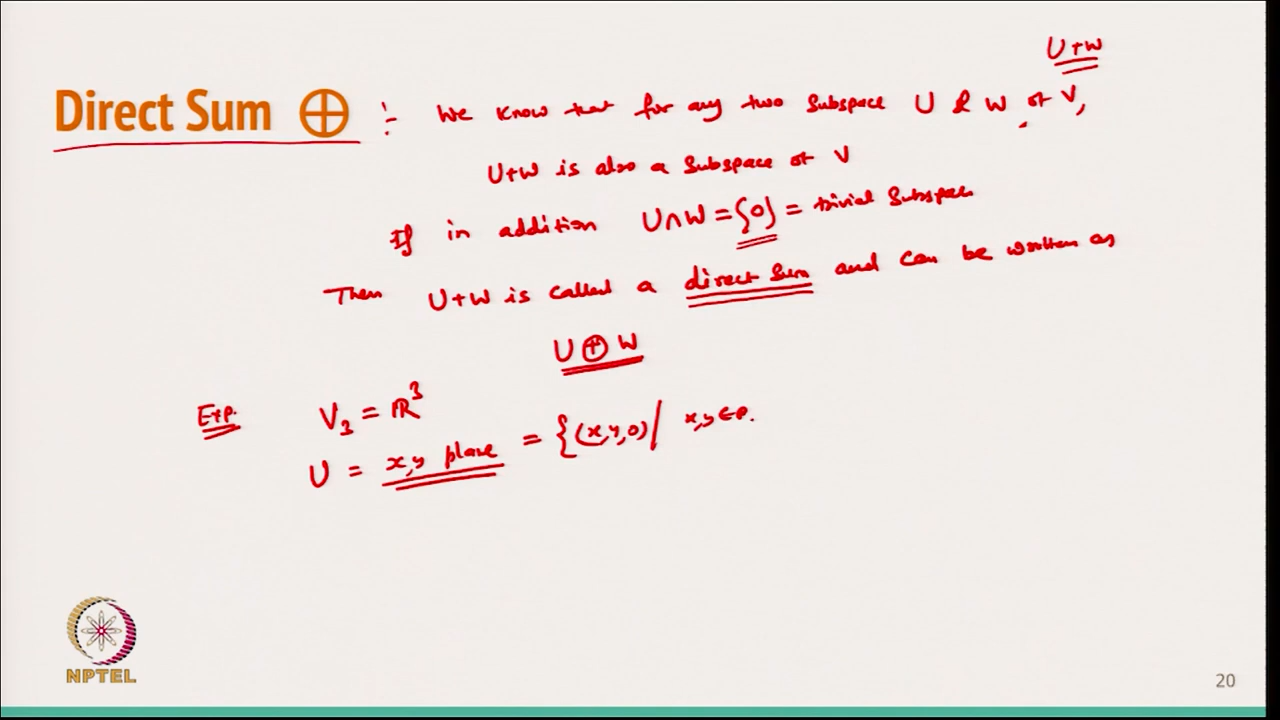 U+W
Direct Sum ⊕ :- We know that for any two subspace U & W of V,
U+W is also a subspace of V
If in addition U∩W = {0} = trivial subspace
Then U+W is called a direct sum and can be written as
U ⊕ W
Exp. V₃ = ℝ³
U = x,y plane = {(x,y,0) / x,y ∈ R.
NPTEL
20